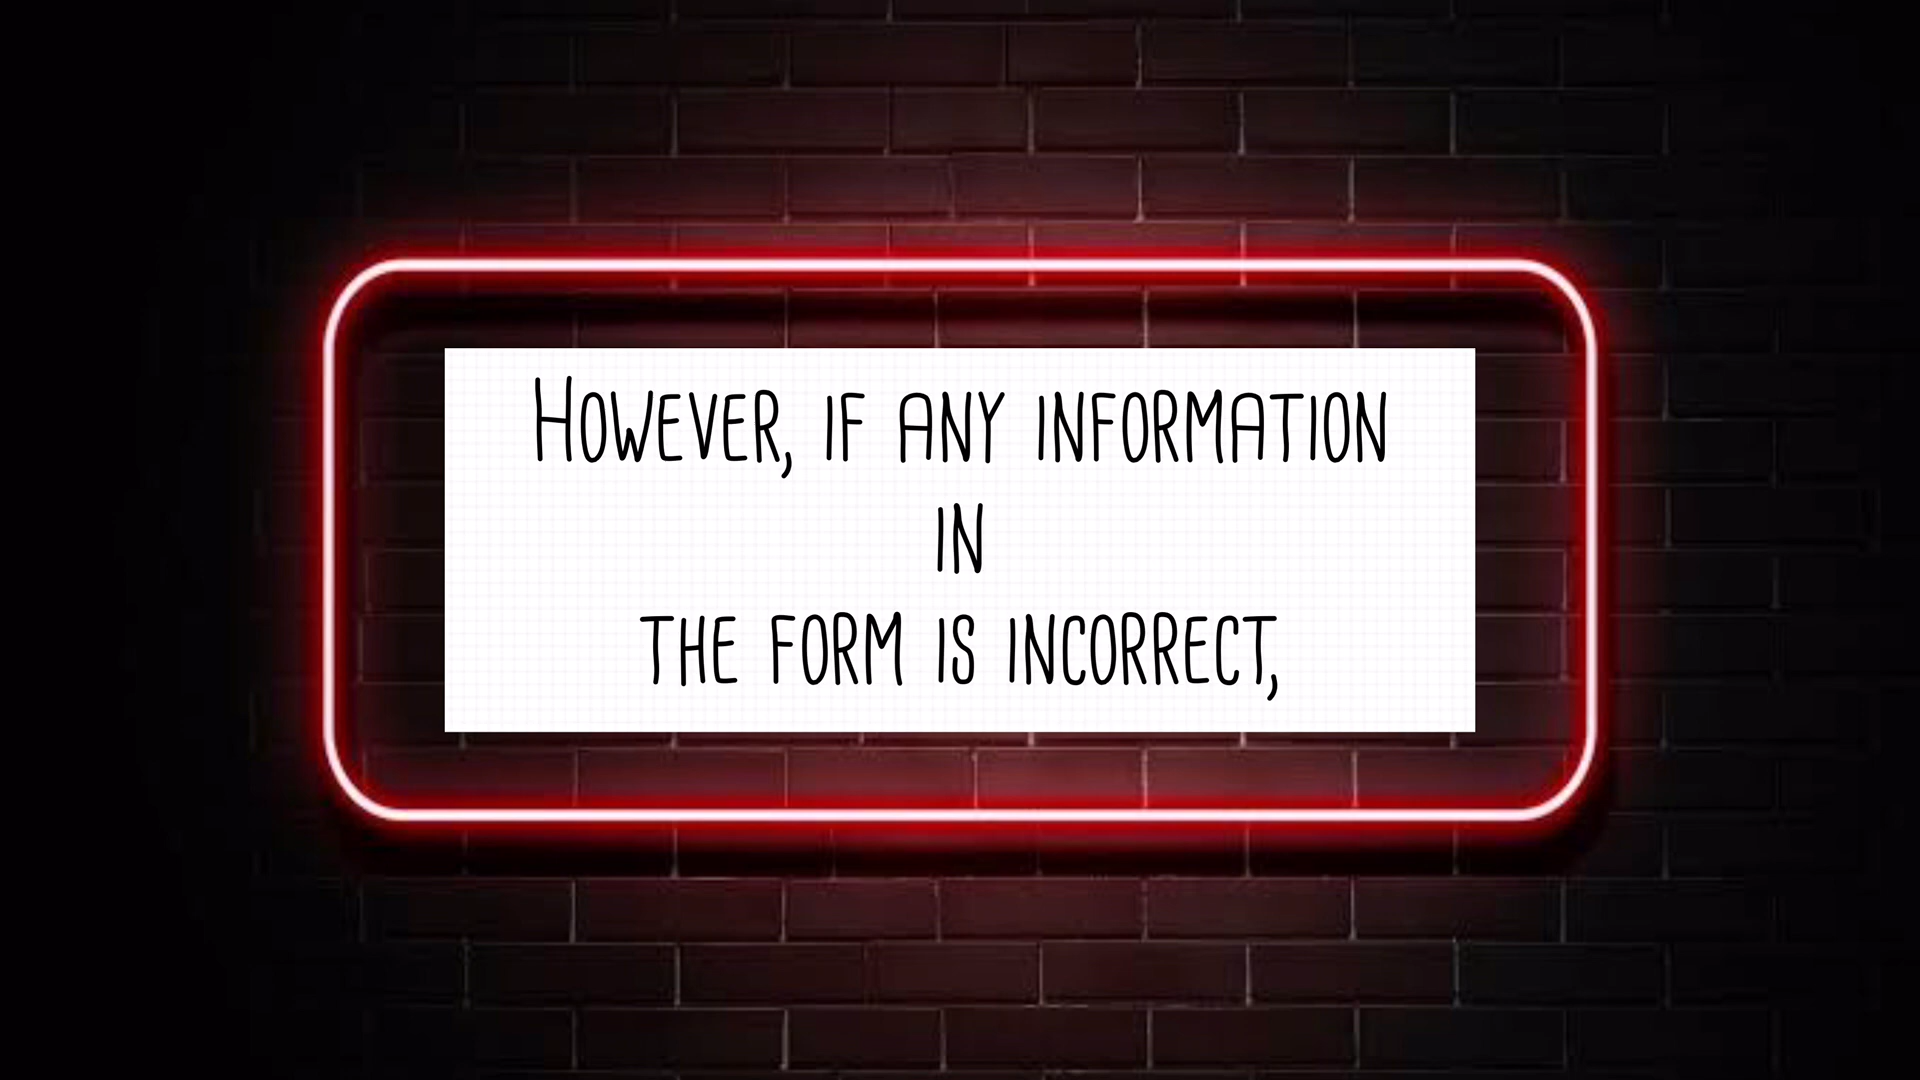 However, if any information
in
the form is incorrect,